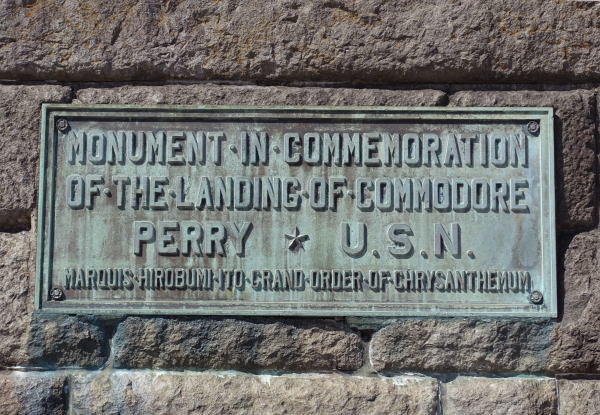 MONUMENT·IN·COMMEMORATION
OF·THE·LANDING·OF·COMMODORE
PERRY ★ U.S.N.
MARQUIS·HIROBUMI·ITO·GRAND·ORDER·OF·CHRYSANTHEMUM